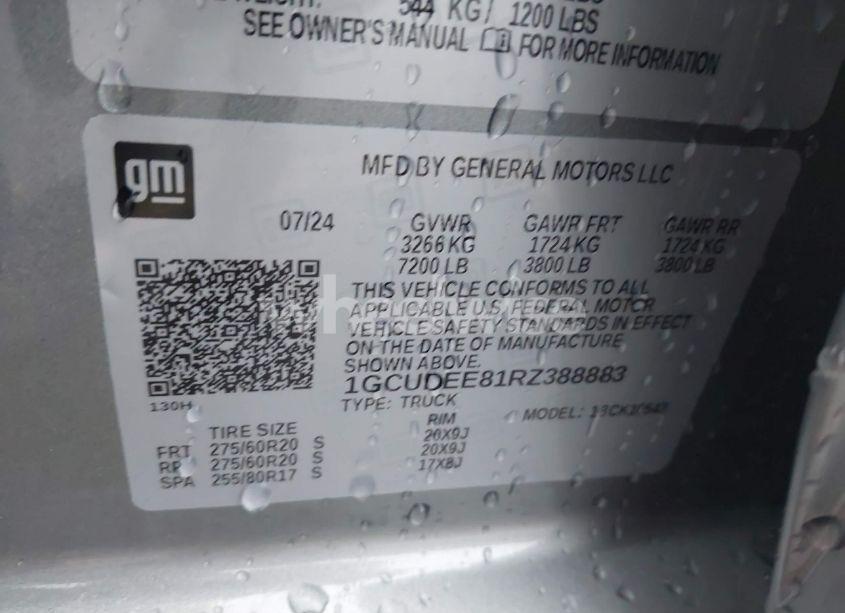 544 KG / 1200 LBS
SEE OWNER'S MANUAL FOR MORE INFORMATION
gm
MFD BY GENERAL MOTORS LLC
07/24 GVWR GAWR FRT GAWR RR
3266 KG 1724 KG 1724 KG
7200 LB 3800 LB 3800 LB
THIS VEHICLE CONFORMS TO ALL
APPLICABLE U.S. FEDERAL MOTOR
VEHICLE SAFETY STANDARDS IN EFFECT
ON THE DATE OF MANUFACTURE
SHOWN ABOVE.
1GCUDEE81RZ388883
130H
TYPE: TRUCK
MODEL:
TIRE SIZE RIM
FRT 275/60R20 S 20X9J
RR 275/60R20 S 20X9J
SPA 255/80R17 S 17X8J